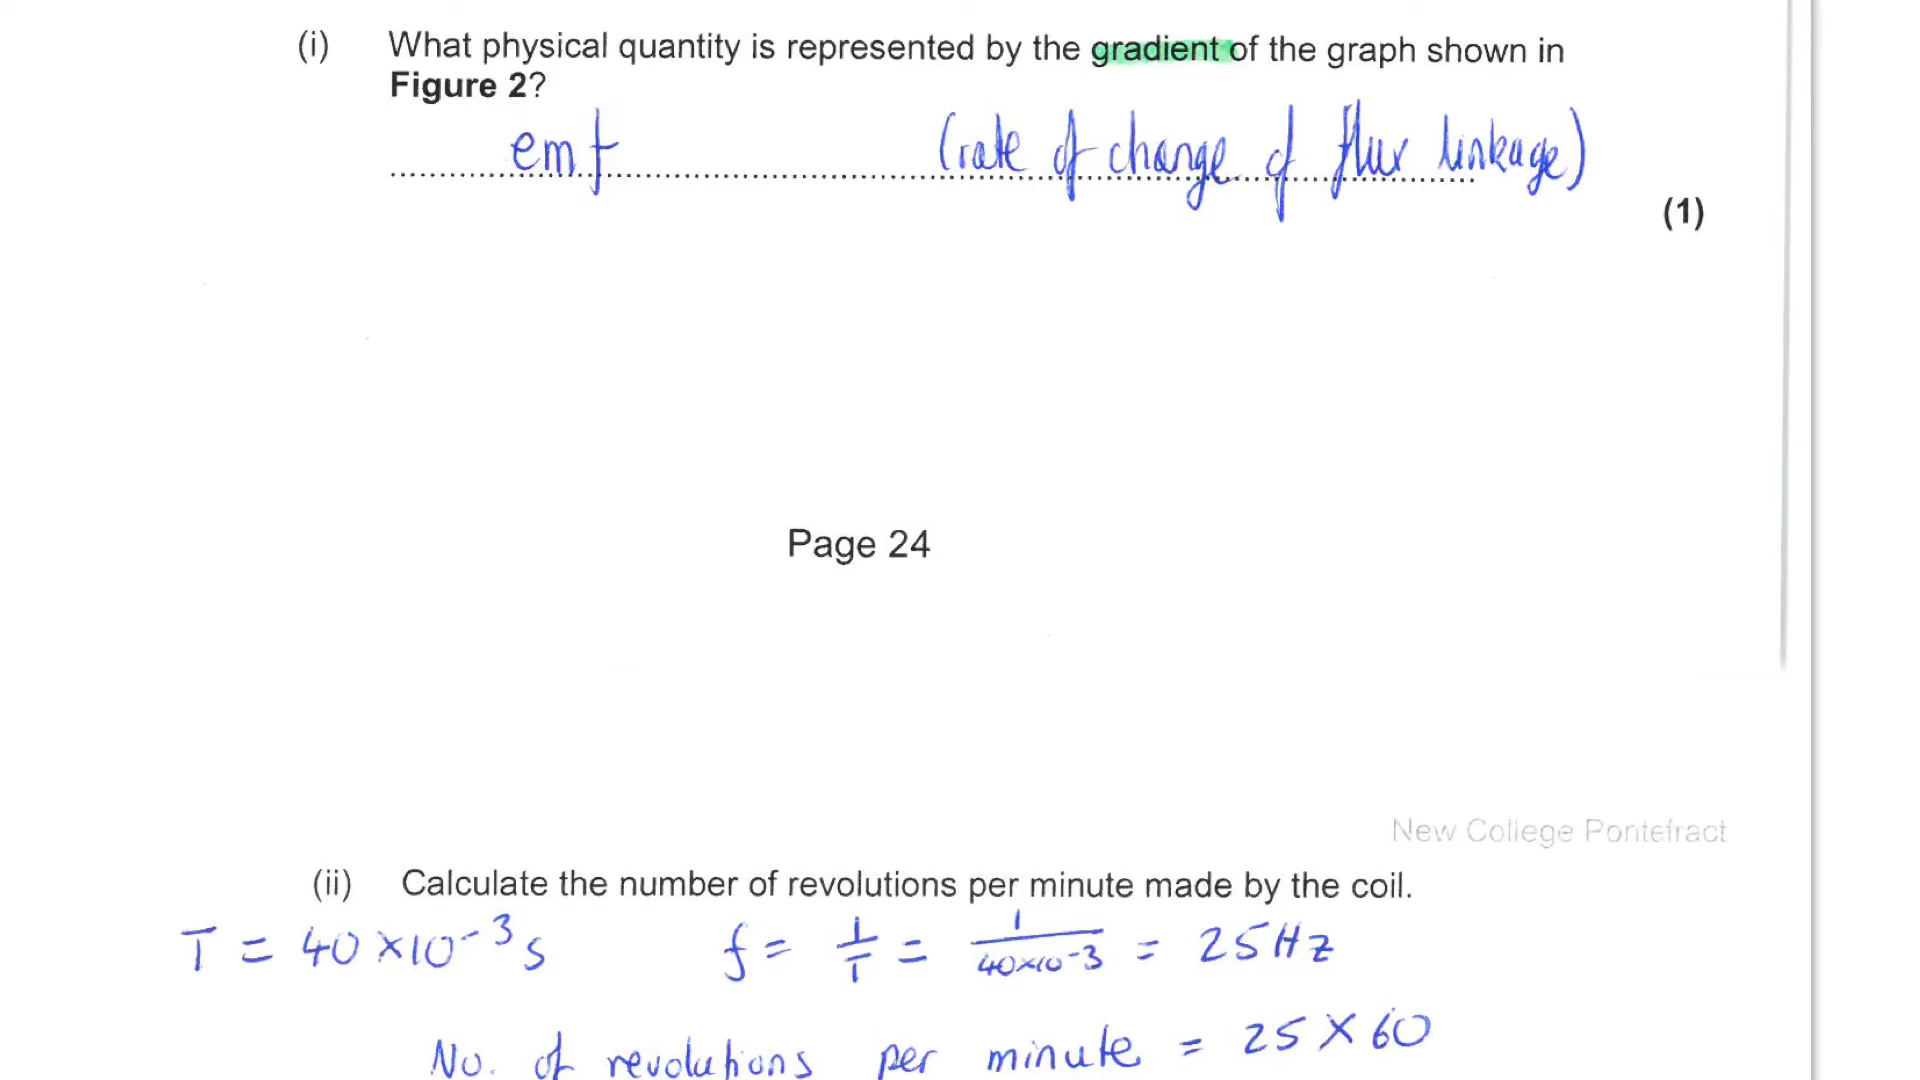 (i) What physical quantity is represented by the gradient of the graph shown in
Figure 2?
emf (rate of change of flux linkage)
(1)
Page 24
New College Pontefract
(ii) Calculate the number of revolutions per minute made by the coil.
T = 40 ×10⁻³ s f = 1/T = 1/40×10⁻³ = 25 Hz
No. of revolutions per minute = 25 × 60